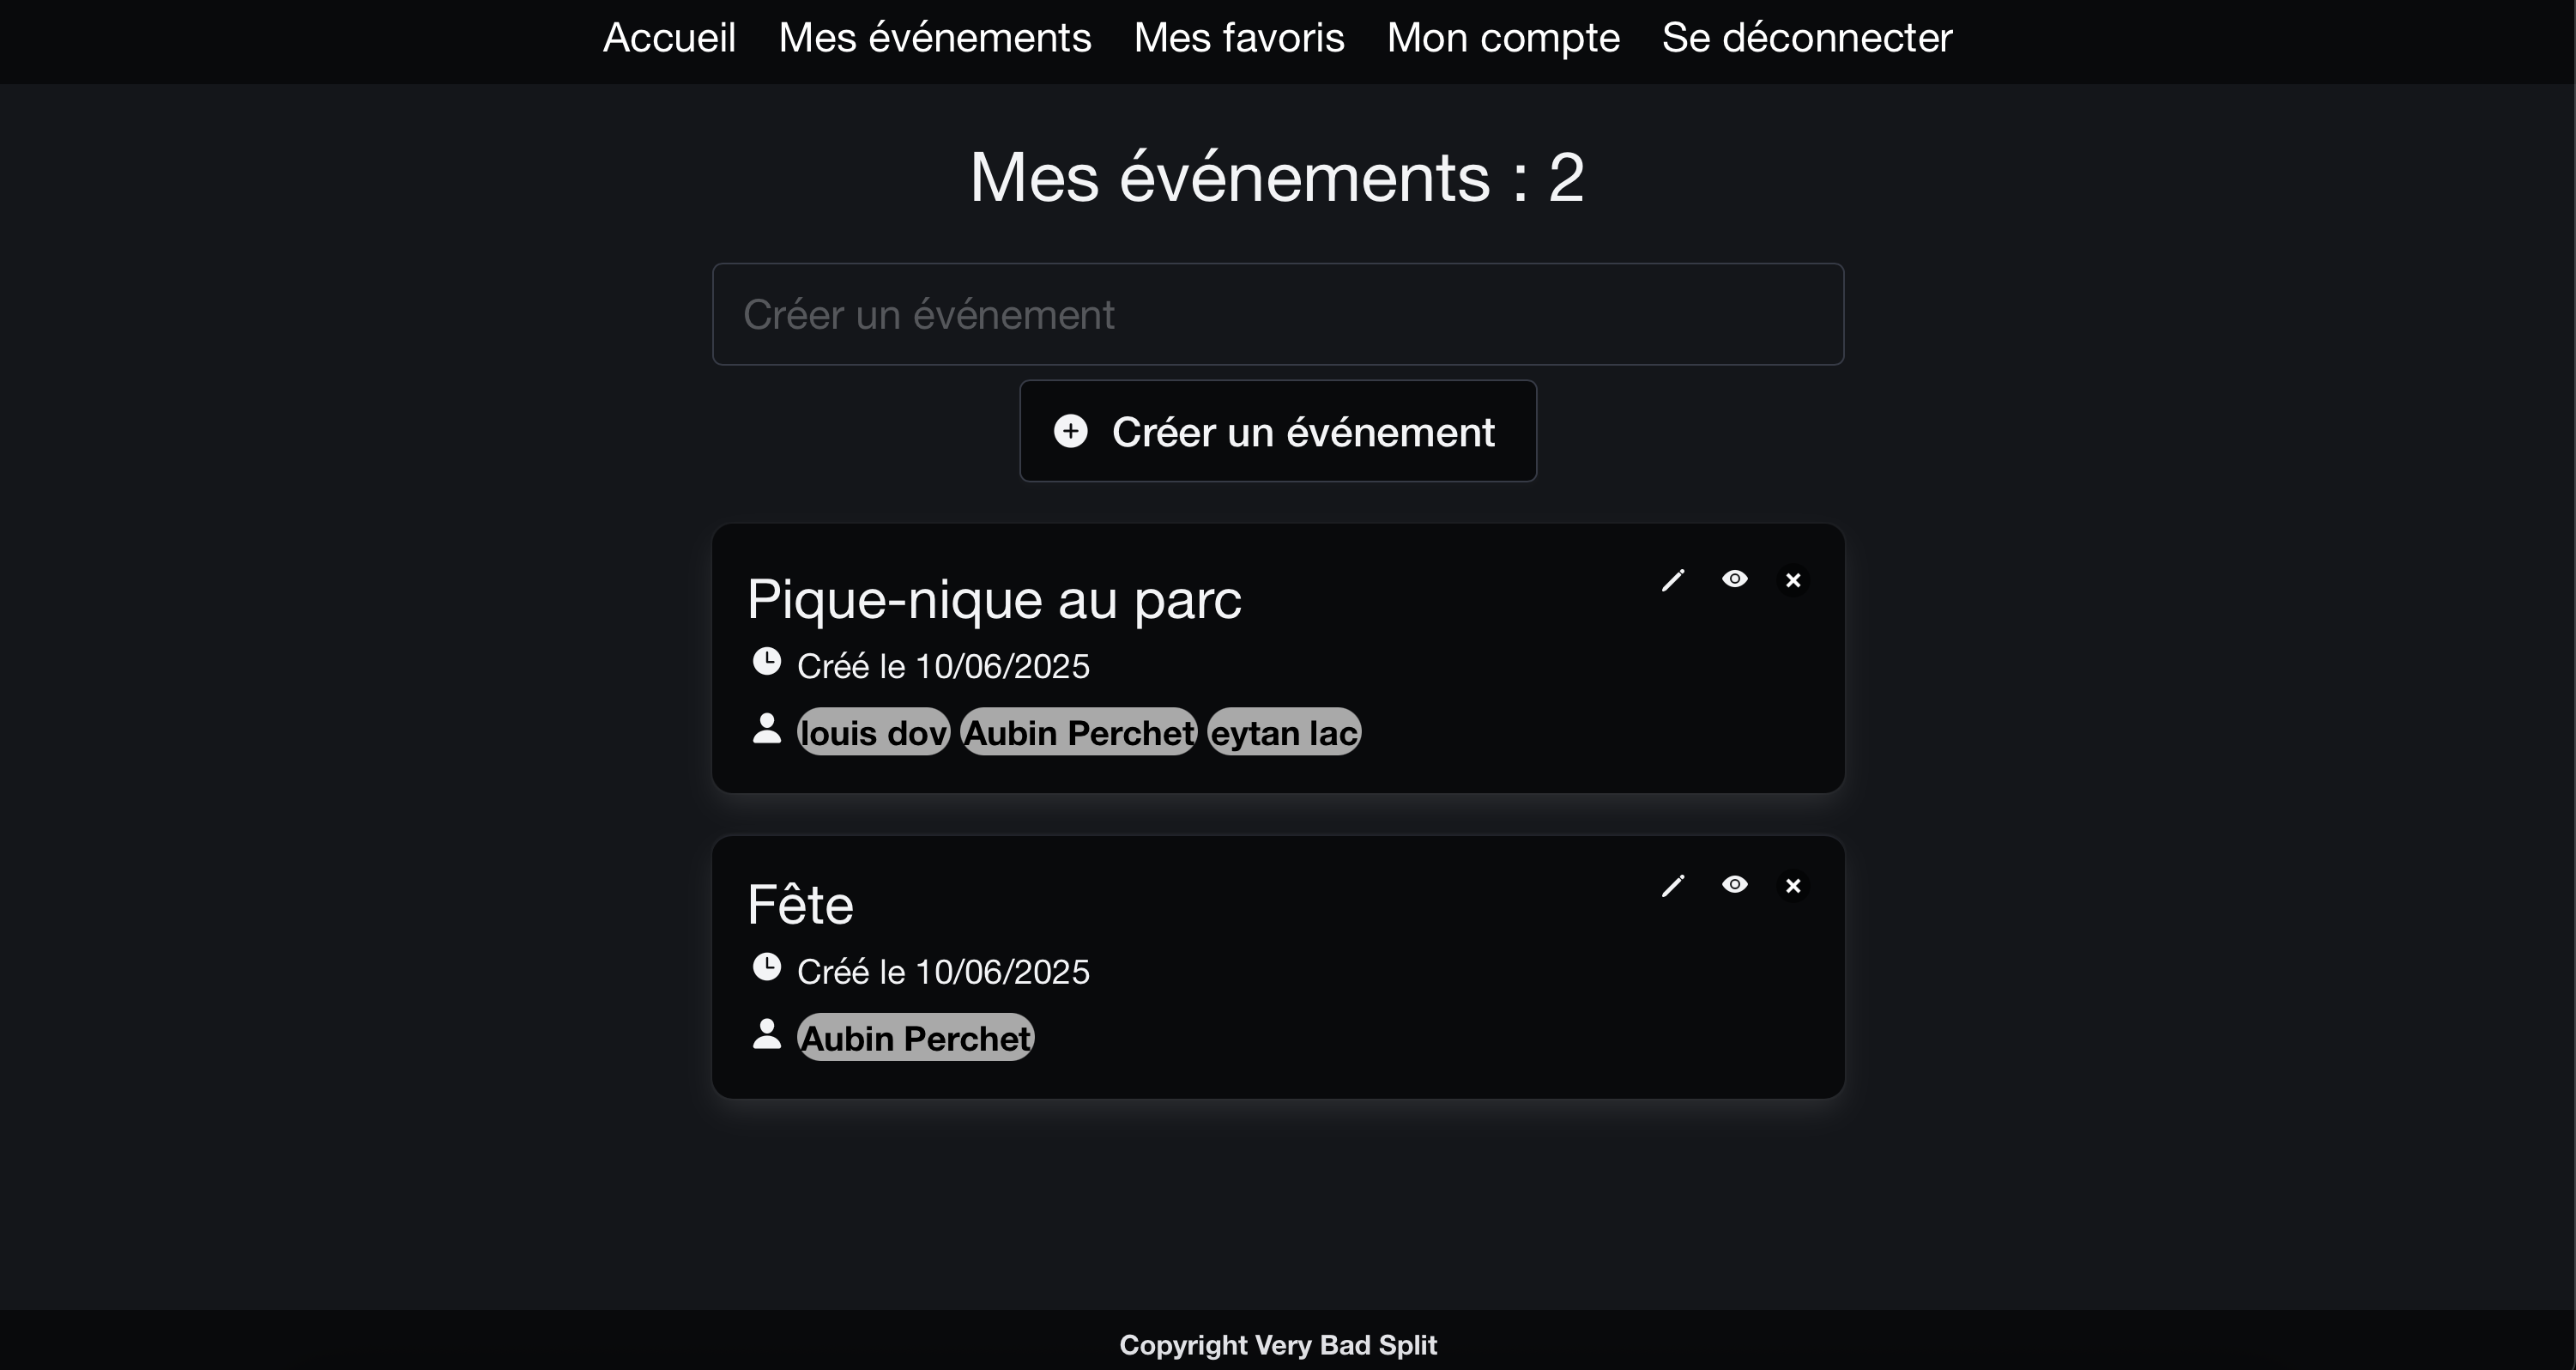 Accueil Mes événements Mes favoris Mon compte Se déconnecter
Mes événements : 2
Créer un événement
Créer un événement
Pique-nique au parc
Créé le 10/06/2025
louis dov Aubin Perchet eytan lac
Fête
Créé le 10/06/2025
Aubin Perchet
Copyright Very Bad Split